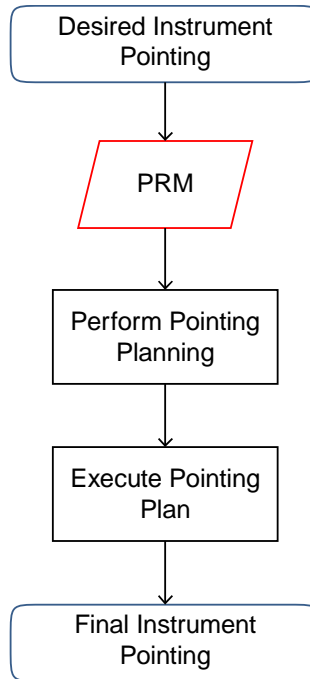 Desired Instrument
Pointing
PRM
Perform Pointing
Planning
Execute Pointing
Plan
Final Instrument
Pointing